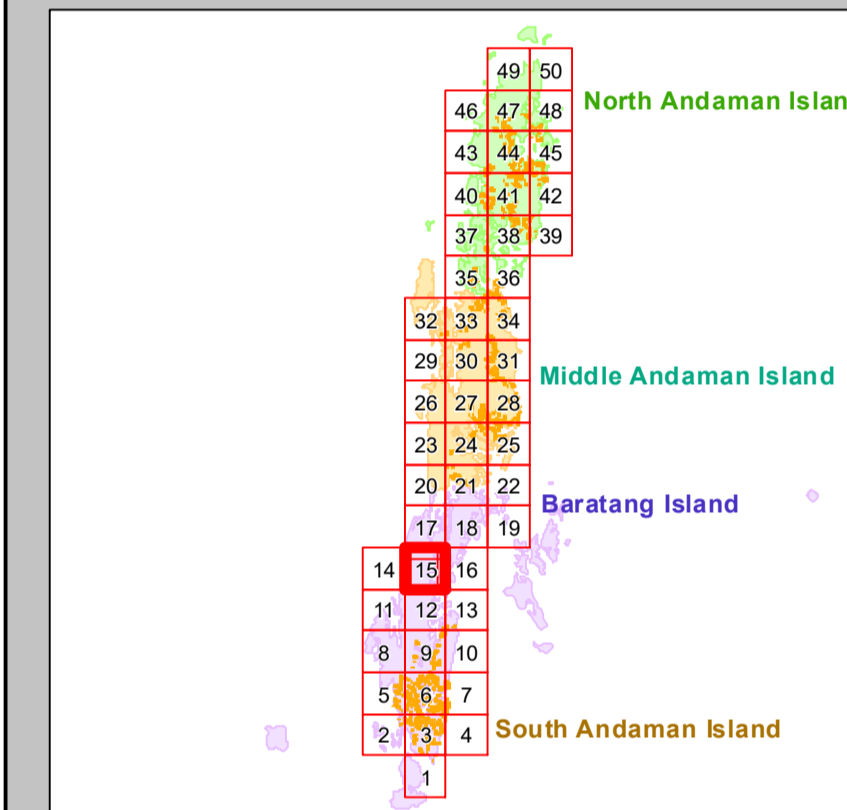 49 50
North Andaman Islan
46 47 48
43 44 45
40 41 42
37 38 39
35 36
32 33 34
29 30 31
Middle Andaman Island
26 27 28
23 24 25
20 21 22
Baratang Island
17 18 19
14 15 16
11 12 13
8 9 10
5 6 7
2 3 4
South Andaman Island
1